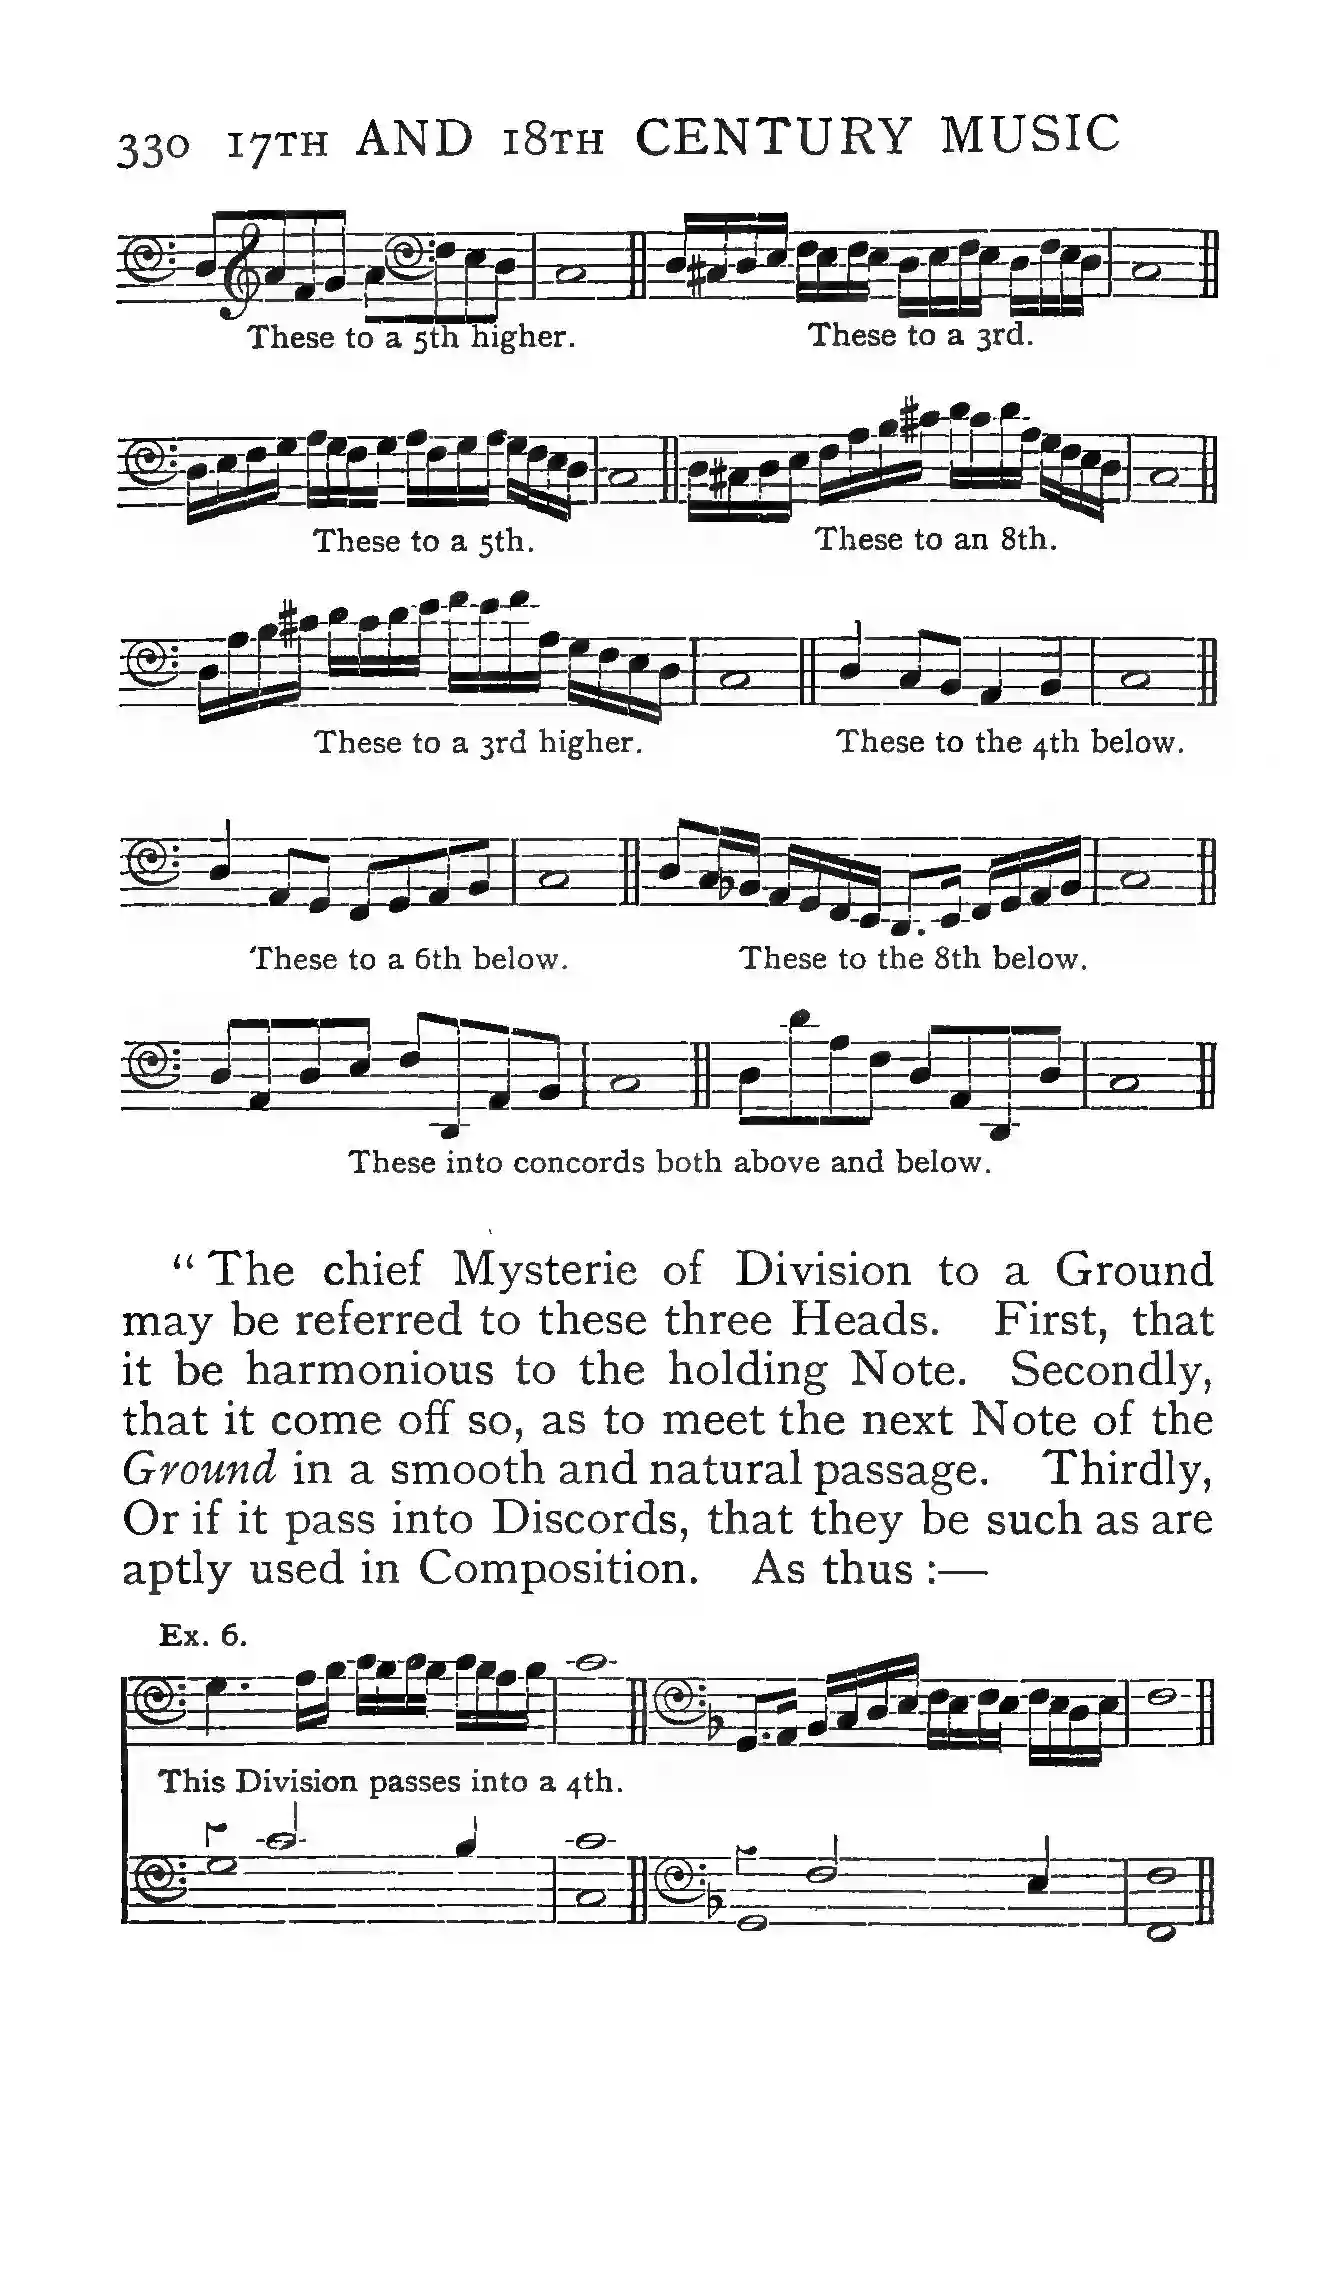 330 17TH AND 18TH CENTURY MUSIC
These to a 5th higher. These to a 3rd.
These to a 5th. These to an 8th.
These to a 3rd higher. These to the 4th below.
These to a 6th below. These to the 8th below.
These into concords both above and below.
“ The chief Mysterie of Division to a Ground
may be referred to these three Heads. First, that
it be harmonious to the holding Note. Secondly,
that it come off so, as to meet the next Note of the
Ground in a smooth and natural passage. Thirdly,
Or if it pass into Discords, that they be such as are
aptly used in Composition. As thus :—
Ex. 6.
This Division passes into a 4th.